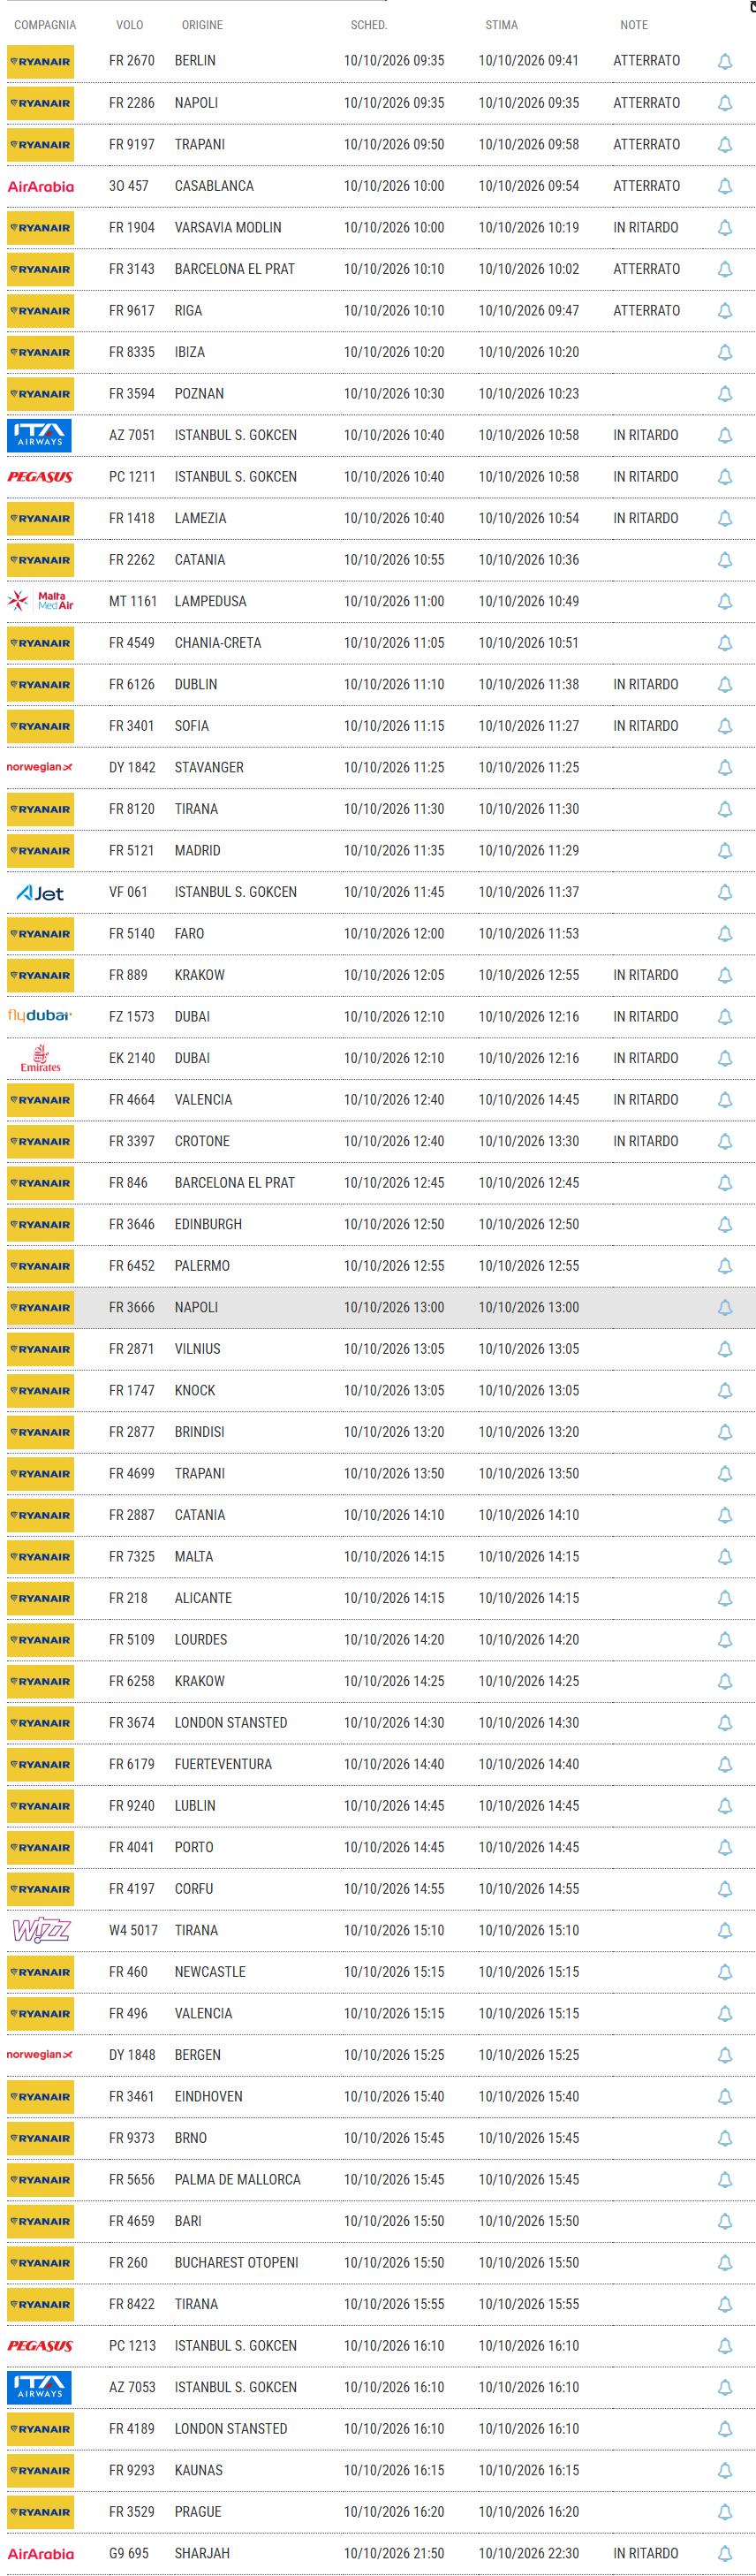 COMPAGNIA VOLO ORIGINE SCHED. STIMA NOTE
RYANAIR FR 2670 BERLIN 10/10/2026 09:35 10/10/2026 09:41 ATTERRATO
RYANAIR FR 2286 NAPOLI 10/10/2026 09:35 10/10/2026 09:35 ATTERRATO
RYANAIR FR 9197 TRAPANI 10/10/2026 09:50 10/10/2026 09:58 ATTERRATO
AirArabia 3O 457 CASABLANCA 10/10/2026 10:00 10/10/2026 09:54 ATTERRATO
RYANAIR FR 1904 VARSAVIA MODLIN 10/10/2026 10:00 10/10/2026 10:19 IN RITARDO
RYANAIR FR 3143 BARCELONA EL PRAT 10/10/2026 10:10 10/10/2026 10:02 ATTERRATO
RYANAIR FR 9617 RIGA 10/10/2026 10:10 10/10/2026 09:47 ATTERRATO
RYANAIR FR 8335 IBIZA 10/10/2026 10:20 10/10/2026 10:20
RYANAIR FR 3594 POZNAN 10/10/2026 10:30 10/10/2026 10:23
ITA AIRWAYS AZ 7051 ISTANBUL S. GOKCEN 10/10/2026 10:40 10/10/2026 10:58 IN RITARDO
PEGASUS PC 1211 ISTANBUL S. GOKCEN 10/10/2026 10:40 10/10/2026 10:58 IN RITARDO
RYANAIR FR 1418 LAMEZIA 10/10/2026 10:40 10/10/2026 10:54 IN RITARDO
RYANAIR FR 2262 CATANIA 10/10/2026 10:55 10/10/2026 10:36
Malta MedAir MT 1161 LAMPEDUSA 10/10/2026 11:00 10/10/2026 10:49
RYANAIR FR 4549 CHANIA-CRETA 10/10/2026 11:05 10/10/2026 10:51
RYANAIR FR 6126 DUBLIN 10/10/2026 11:10 10/10/2026 11:38 IN RITARDO
RYANAIR FR 3401 SOFIA 10/10/2026 11:15 10/10/2026 11:27 IN RITARDO
norwegian DY 1842 STAVANGER 10/10/2026 11:25 10/10/2026 11:25
RYANAIR FR 8120 TIRANA 10/10/2026 11:30 10/10/2026 11:30
RYANAIR FR 5121 MADRID 10/10/2026 11:35 10/10/2026 11:29
AJet VF 061 ISTANBUL S. GOKCEN 10/10/2026 11:45 10/10/2026 11:37
RYANAIR FR 5140 FARO 10/10/2026 12:00 10/10/2026 11:53
RYANAIR FR 889 KRAKOW 10/10/2026 12:05 10/10/2026 12:55 IN RITARDO
flydubai FZ 1573 DUBAI 10/10/2026 12:10 10/10/2026 12:16 IN RITARDO
Emirates EK 2140 DUBAI 10/10/2026 12:10 10/10/2026 12:16 IN RITARDO
RYANAIR FR 4664 VALENCIA 10/10/2026 12:40 10/10/2026 14:45 IN RITARDO
RYANAIR FR 3397 CROTONE 10/10/2026 12:40 10/10/2026 13:30 IN RITARDO
RYANAIR FR 846 BARCELONA EL PRAT 10/10/2026 12:45 10/10/2026 12:45
RYANAIR FR 3646 EDINBURGH 10/10/2026 12:50 10/10/2026 12:50
RYANAIR FR 6452 PALERMO 10/10/2026 12:55 10/10/2026 12:55
RYANAIR FR 3666 NAPOLI 10/10/2026 13:00 10/10/2026 13:00
RYANAIR FR 2871 VILNIUS 10/10/2026 13:05 10/10/2026 13:05
RYANAIR FR 1747 KNOCK 10/10/2026 13:05 10/10/2026 13:05
RYANAIR FR 2877 BRINDISI 10/10/2026 13:20 10/10/2026 13:20
RYANAIR FR 4699 TRAPANI 10/10/2026 13:50 10/10/2026 13:50
RYANAIR FR 2887 CATANIA 10/10/2026 14:10 10/10/2026 14:10
RYANAIR FR 7325 MALTA 10/10/2026 14:15 10/10/2026 14:15
RYANAIR FR 218 ALICANTE 10/10/2026 14:15 10/10/2026 14:15
RYANAIR FR 5109 LOURDES 10/10/2026 14:20 10/10/2026 14:20
RYANAIR FR 6258 KRAKOW 10/10/2026 14:25 10/10/2026 14:25
RYANAIR FR 3674 LONDON STANSTED 10/10/2026 14:30 10/10/2026 14:30
RYANAIR FR 6179 FUERTEVENTURA 10/10/2026 14:40 10/10/2026 14:40
RYANAIR FR 9240 LUBLIN 10/10/2026 14:45 10/10/2026 14:45
RYANAIR FR 4041 PORTO 10/10/2026 14:45 10/10/2026 14:45
RYANAIR FR 4197 CORFU 10/10/2026 14:55 10/10/2026 14:55
WIZZ W4 5017 TIRANA 10/10/2026 15:10 10/10/2026 15:10
RYANAIR FR 460 NEWCASTLE 10/10/2026 15:15 10/10/2026 15:15
RYANAIR FR 496 VALENCIA 10/10/2026 15:15 10/10/2026 15:15
norwegian DY 1848 BERGEN 10/10/2026 15:25 10/10/2026 15:25
RYANAIR FR 3461 EINDHOVEN 10/10/2026 15:40 10/10/2026 15:40
RYANAIR FR 9373 BRNO 10/10/2026 15:45 10/10/2026 15:45
RYANAIR FR 5656 PALMA DE MALLORCA 10/10/2026 15:45 10/10/2026 15:45
RYANAIR FR 4659 BARI 10/10/2026 15:50 10/10/2026 15:50
RYANAIR FR 260 BUCHAREST OTOPENI 10/10/2026 15:50 10/10/2026 15:50
RYANAIR FR 8422 TIRANA 10/10/2026 15:55 10/10/2026 15:55
PEGASUS PC 1213 ISTANBUL S. GOKCEN 10/10/2026 16:10 10/10/2026 16:10
ITA AIRWAYS AZ 7053 ISTANBUL S. GOKCEN 10/10/2026 16:10 10/10/2026 16:10
RYANAIR FR 4189 LONDON STANSTED 10/10/2026 16:10 10/10/2026 16:10
RYANAIR FR 9293 KAUNAS 10/10/2026 16:15 10/10/2026 16:15
RYANAIR FR 3529 PRAGUE 10/10/2026 16:20 10/10/2026 16:20
AirArabia G9 695 SHARJAH 10/10/2026 21:50 10/10/2026 22:30 IN RITARDO